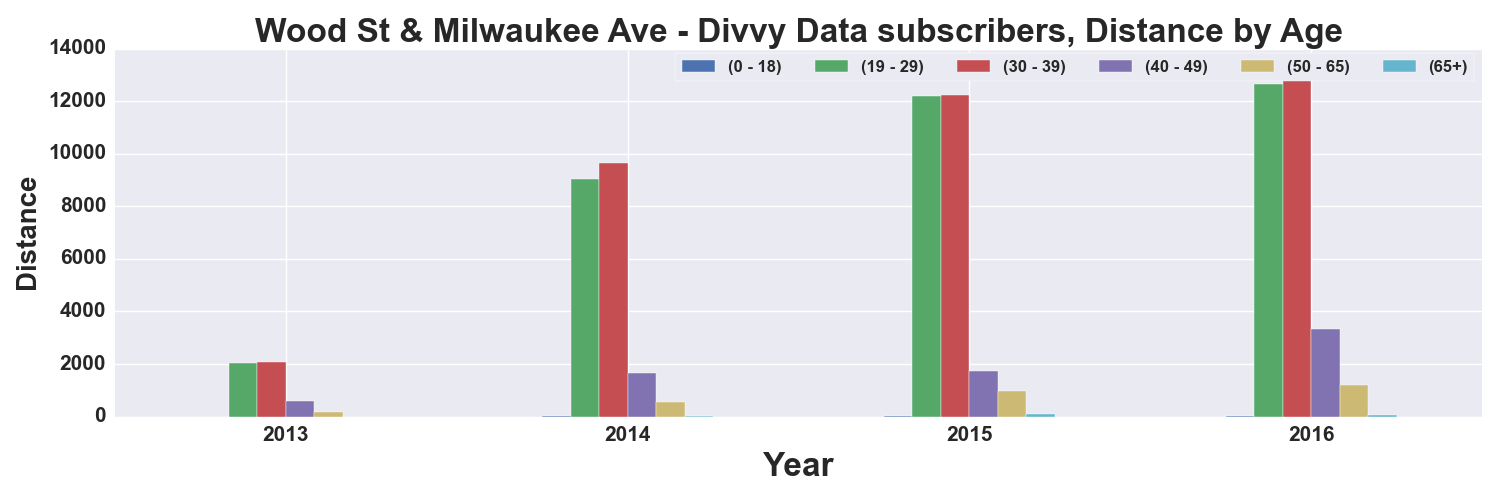 Wood St & Milwaukee Ave - Divvy Data subscribers, Distance by Age
14000
(0 - 18) (19 - 29) (30 - 39) (40 - 49) (50 - 65) (65+)
12000
10000
8000
6000
4000
2000
0
Distance
2013 2014 2015 2016
Year